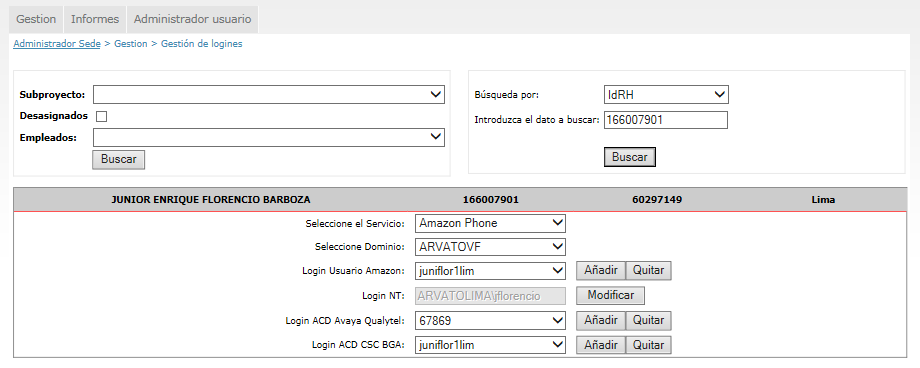 Gestion Informes Administrador usuario
Administrador Sede > Gestion > Gestión de logines
Subproyecto:
Desasignados
Empleados:
Buscar
Búsqueda por: IdRH
Introduzca el dato a buscar: 166007901
Buscar
JUNIOR ENRIQUE FLORENCIO BARBOZA 166007901 60297149 Lima
Seleccione el Servicio: Amazon Phone
Seleccione Dominio: ARVATOVF
Login Usuario Amazon: juniflor1lim Añadir Quitar
Login NT: ARVATOLIMA\jflorencio Modificar
Login ACD Avaya Qualytel: 67869 Añadir Quitar
Login ACD CSC BGA: juniflor1lim Añadir Quitar